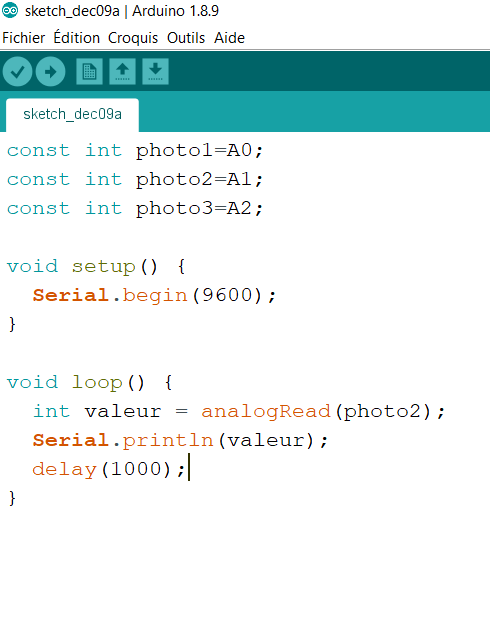 sketch_dec09a | Arduino 1.8.9
Fichier Édition Croquis Outils Aide
sketch_dec09a
const int photo1=A0;
const int photo2=A1;
const int photo3=A2;
void setup() {
  Serial.begin(9600);
}
void loop() {
  int valeur = analogRead(photo2);
  Serial.println(valeur);
  delay(1000);
}